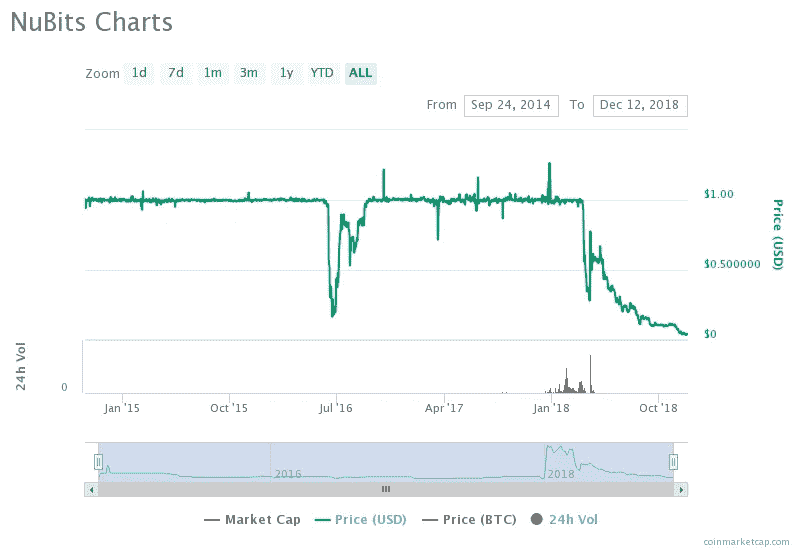 NuBits Charts
Zoom 1d 7d 1m 3m 1y YTD ALL
From Sep 24, 2014 To Dec 12, 2018
$1.00
$0.500000
$0
Price (USD)
24h Vol
0
Jan '15 Oct '15 Jul '16 Apr '17 Jan '18 Oct '18
2016 2018
Market Cap Price (USD) Price (BTC) 24h Vol
coinmarketcap.com